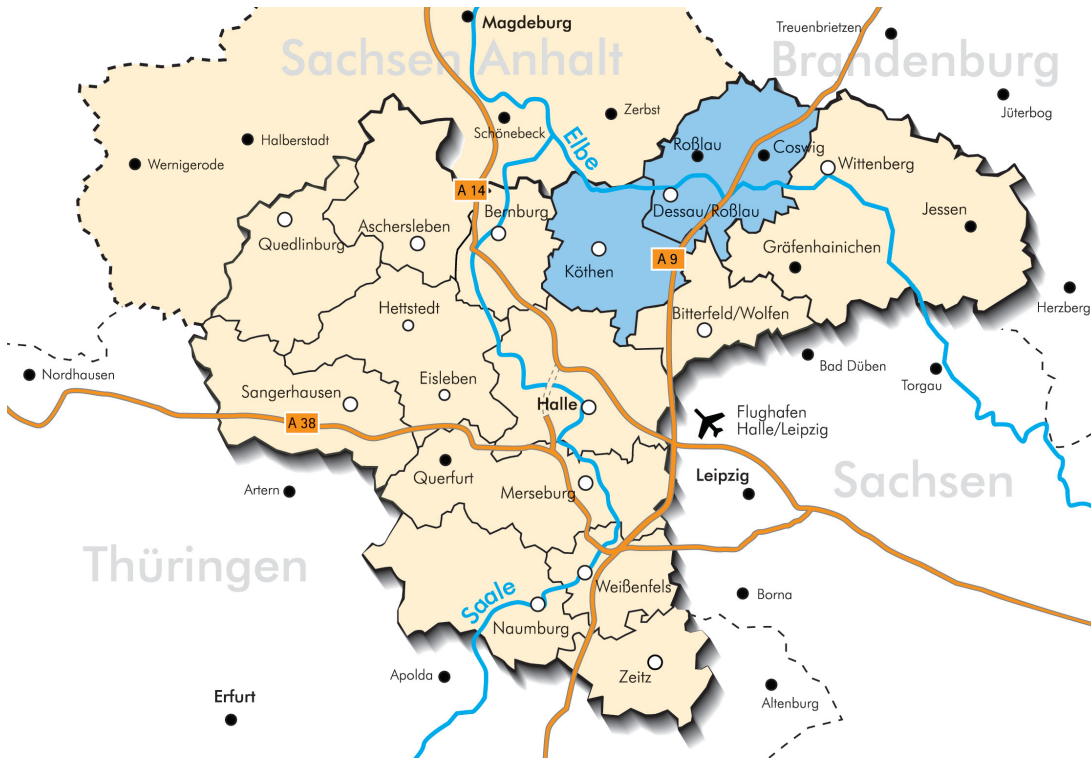 Magdeburg
Treuenbrietzen
Sachsen Anhalt
Brandenburg
Jüterbog
Zerbst
Schönebeck
Elbe
Halberstadt
Wernigerode
Roßlau
Coswig
Wittenberg
A 14
Bernburg
Dessau/Roßlau
Jessen
Aschersleben
Quedlinburg
Gräfenhainichen
A 9
Köthen
Herzberg
Hettstedt
Bitterfeld/Wolfen
Bad Düben
Nordhausen
Eisleben
Torgau
Sangerhausen
Halle
A 38
Flughafen
Halle/Leipzig
Querfurt
Leipzig
Sachsen
Artern
Merseburg
Thüringen
Weißenfels
Borna
Saale
Naumburg
Apolda
Zeitz
Erfurt
Altenburg